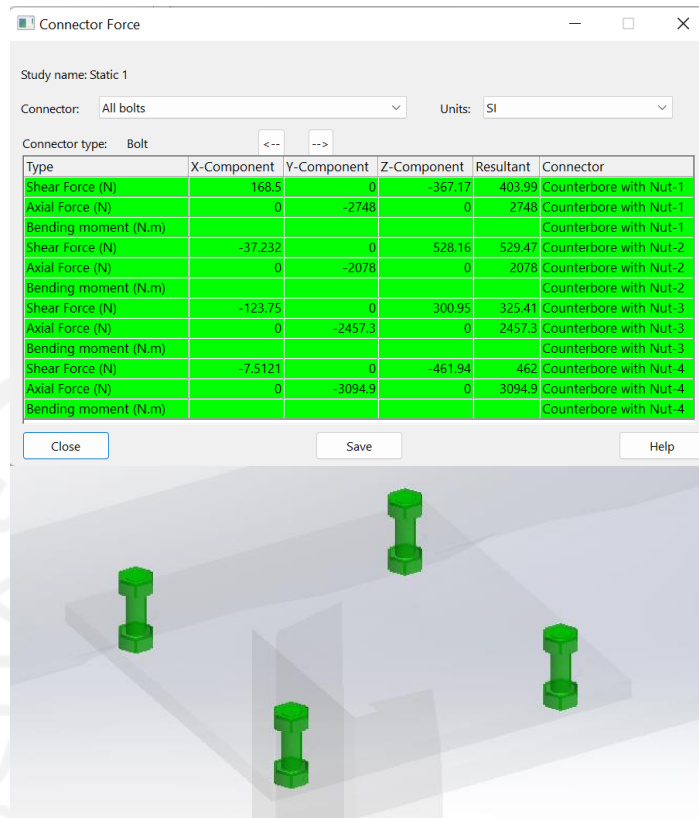 Connector Force
Study name: Static 1
Connector: All bolts Units: SI
Connector type: Bolt <-- -->
Type X-Component Y-Component Z-Component Resultant Connector
Shear Force (N) 168.5 0 -367.17 403.99 Counterbore with Nut-1
Axial Force (N) 0 -2748 0 2748 Counterbore with Nut-1
Bending moment (N.m) Counterbore with Nut-1
Shear Force (N) -37.232 0 528.16 529.47 Counterbore with Nut-2
Axial Force (N) 0 -2078 0 2078 Counterbore with Nut-2
Bending moment (N.m) Counterbore with Nut-2
Shear Force (N) -123.75 0 300.95 325.41 Counterbore with Nut-3
Axial Force (N) 0 -2457.3 0 2457.3 Counterbore with Nut-3
Bending moment (N.m) Counterbore with Nut-3
Shear Force (N) -7.5121 0 -461.94 462 Counterbore with Nut-4
Axial Force (N) 0 -3094.9 0 3094.9 Counterbore with Nut-4
Bending moment (N.m) Counterbore with Nut-4
Close Save Help